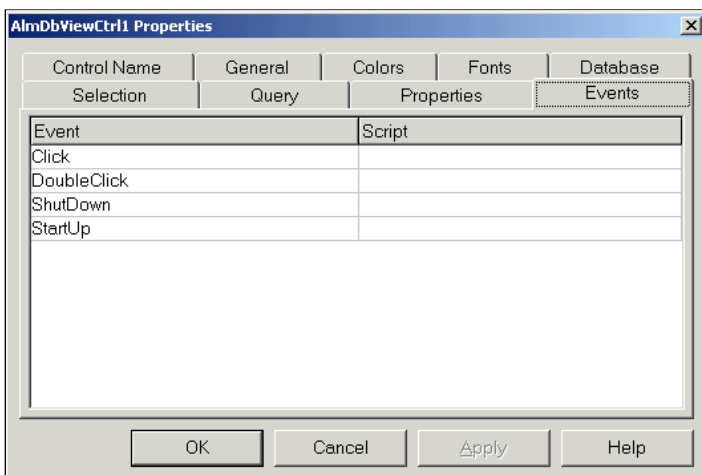 AlmDbViewCtrl1 Properties
Control Name General Colors Fonts Database
Selection Query Properties Events
Event Script
Click
DoubleClick
ShutDown
StartUp
OK Cancel Apply Help